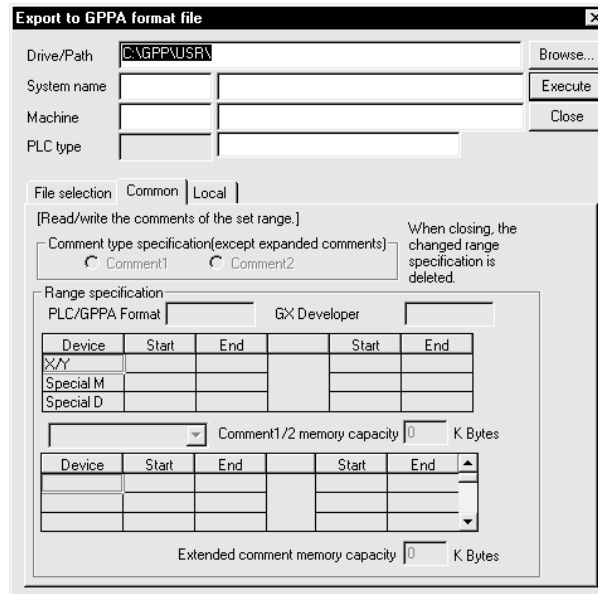 Export to GPPA format file
Drive/Path C:\GPP\USR\ Browse...
System name Execute
Machine Close
PLC type
File selection Common Local
[Read/write the comments of the set range.]
Comment type specification(except expanded comments)
Comment1 Comment2
When closing, the
changed range
specification is
deleted.
Range specification
PLC/GPPA Format GX Developer
Device Start End Start End
X/Y
Special M
Special D
Comment1/2 memory capacity 0 K Bytes
Device Start End Start End
Extended comment memory capacity 0 K Bytes